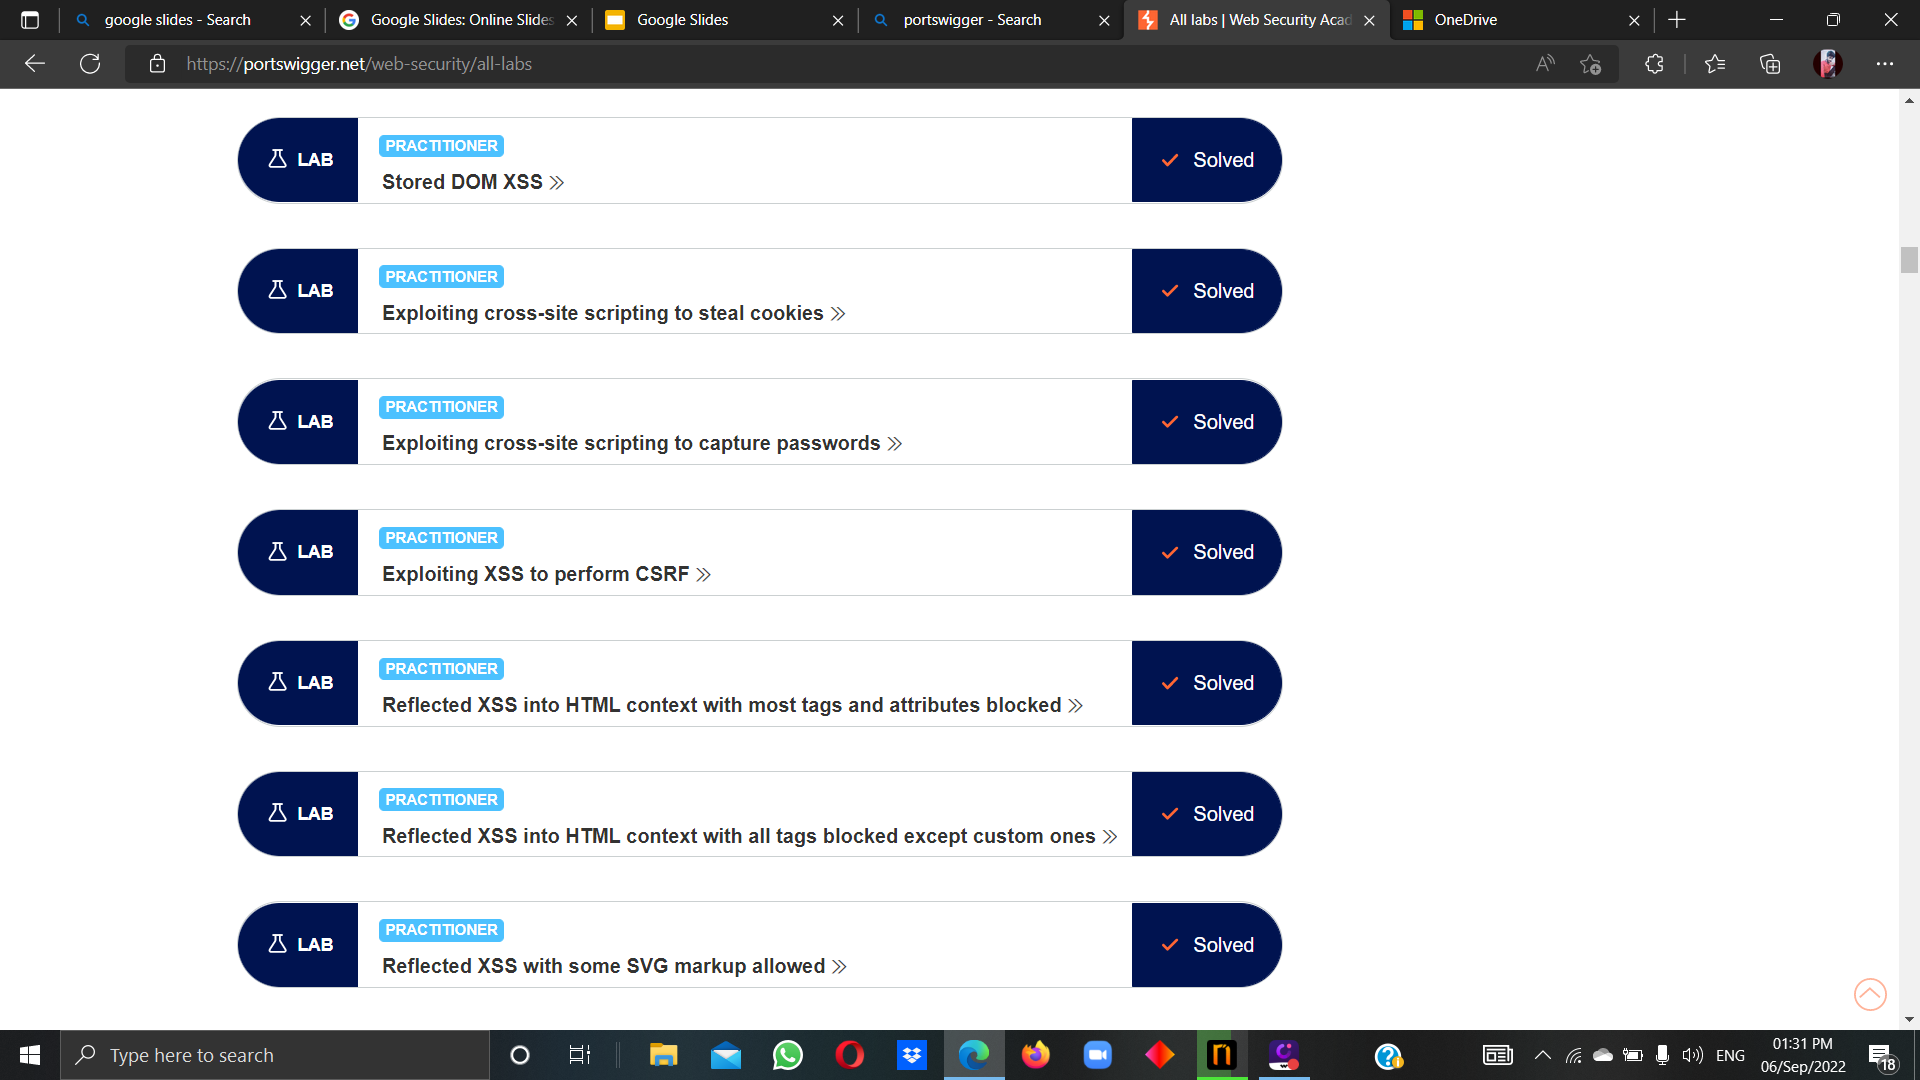 google slides - Search
Google Slides: Online Slides
Google Slides
portswigger - Search
All labs | Web Security Acad
OneDrive
https://portswigger.net/web-security/all-labs
LAB
PRACTITIONER
Stored DOM XSS
Solved
LAB
PRACTITIONER
Exploiting cross-site scripting to steal cookies
Solved
LAB
PRACTITIONER
Exploiting cross-site scripting to capture passwords
Solved
LAB
PRACTITIONER
Exploiting XSS to perform CSRF
Solved
LAB
PRACTITIONER
Reflected XSS into HTML context with most tags and attributes blocked
Solved
LAB
PRACTITIONER
Reflected XSS into HTML context with all tags blocked except custom ones
Solved
LAB
PRACTITIONER
Reflected XSS with some SVG markup allowed
Solved
Type here to search
ENG
01:31 PM
06/Sep/2022
18